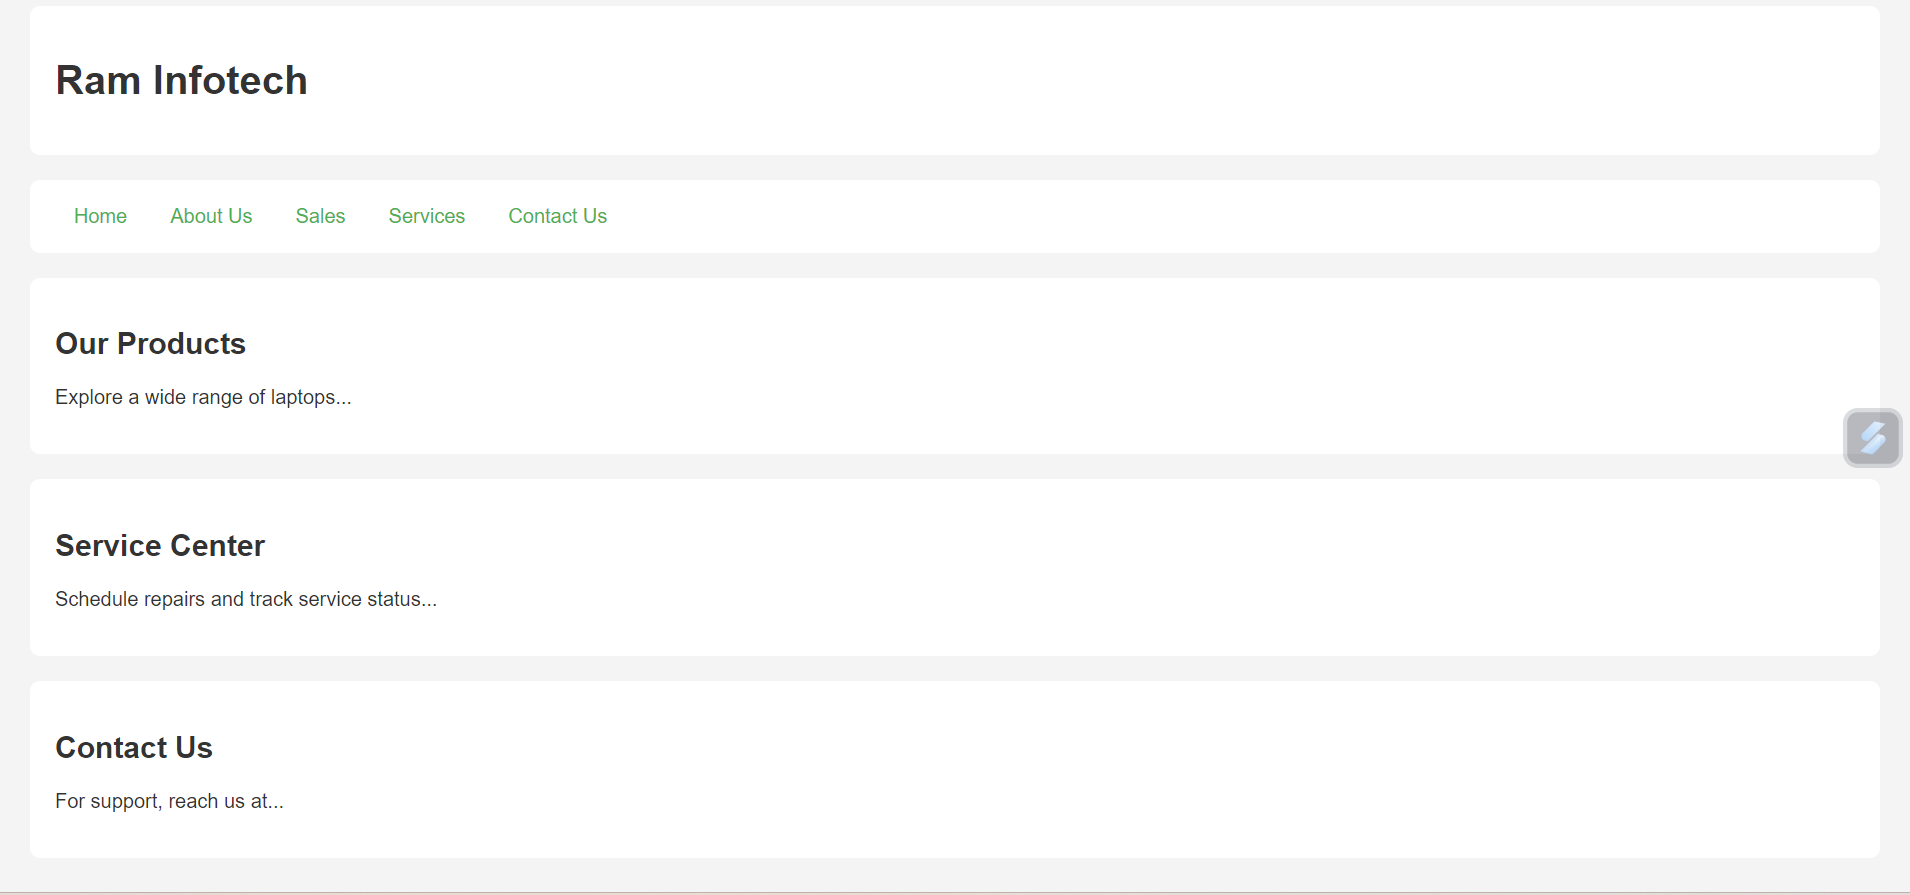 Ram Infotech
Home About Us Sales Services Contact Us
Our Products
Explore a wide range of laptops...
Service Center
Schedule repairs and track service status...
Contact Us
For support, reach us at...